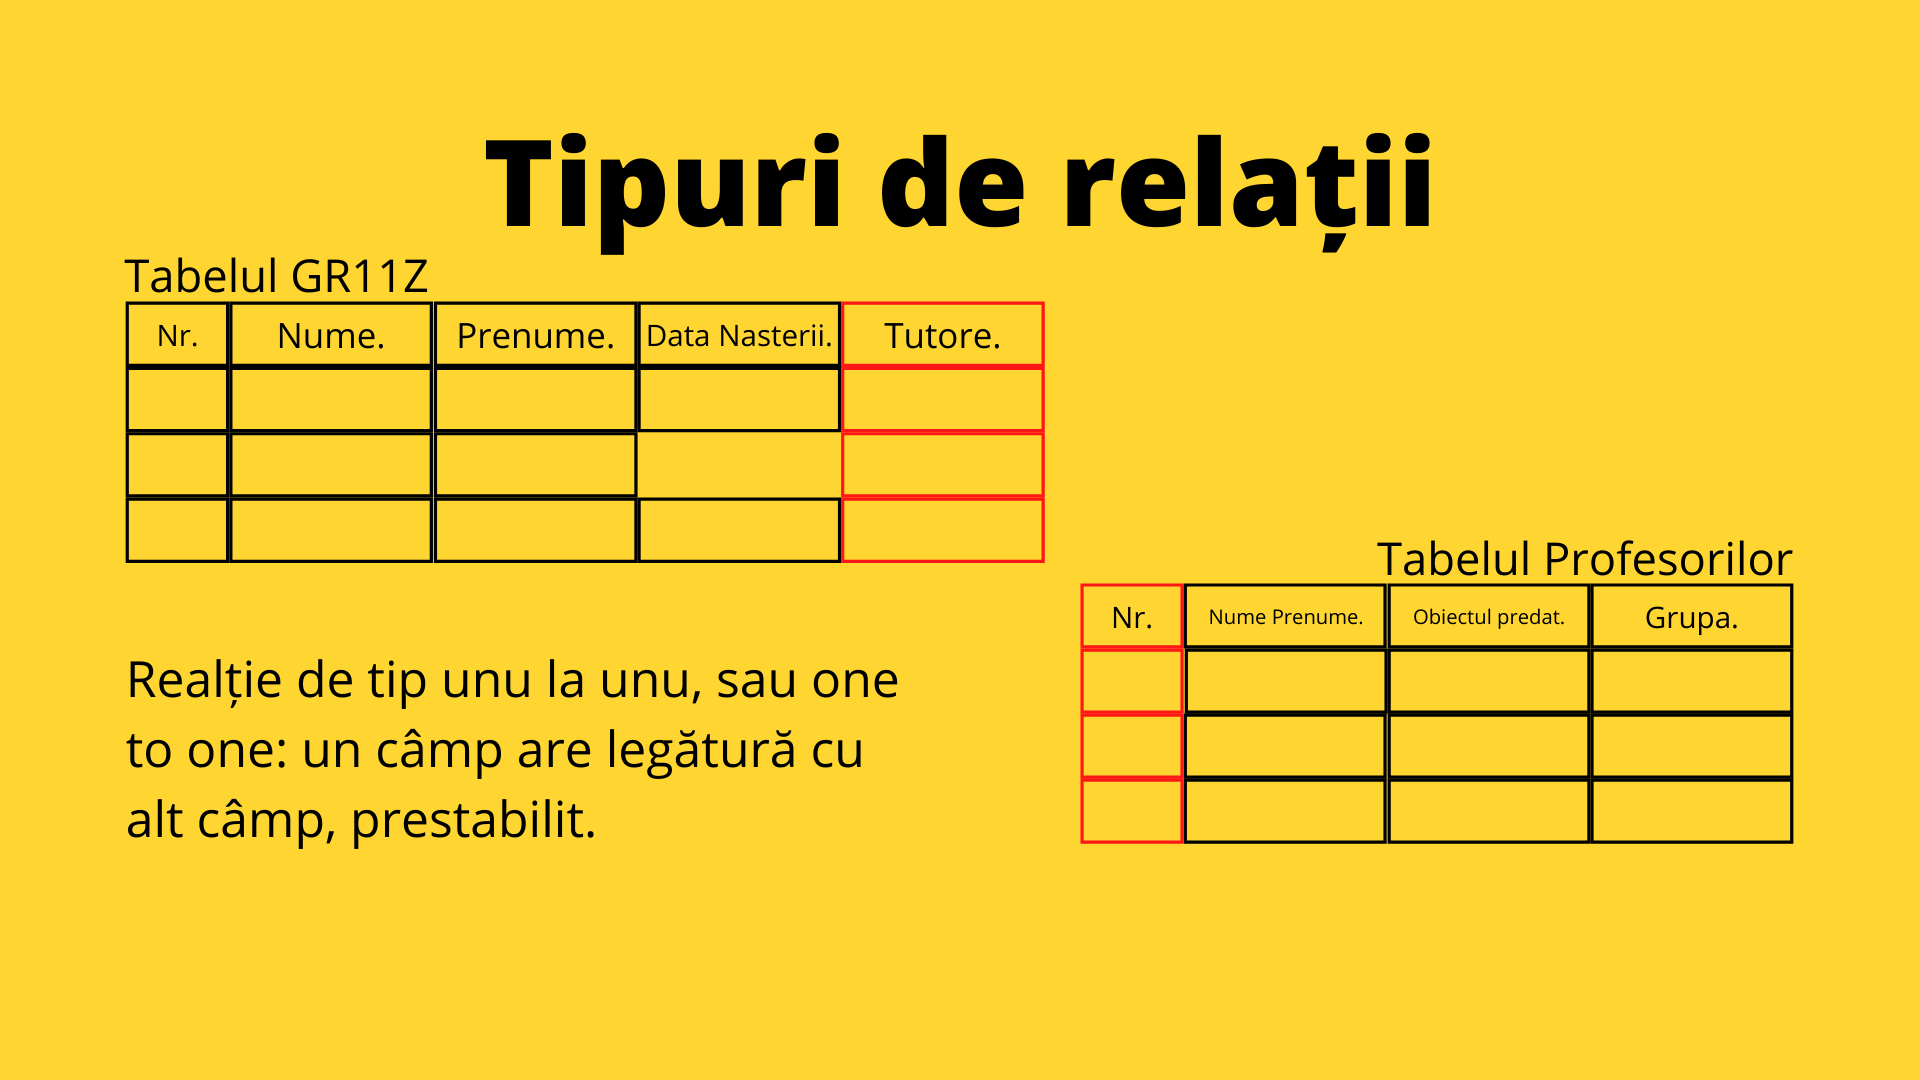 Tipuri de relații
Tabelul GR11Z
Nr. Nume. Prenume. Data Nasterii. Tutore.
Tabelul Profesorilor
Nr. Nume Prenume. Obiectul predat. Grupa.
Realție de tip unu la unu, sau one
to one: un câmp are legătură cu
alt câmp, prestabilit.